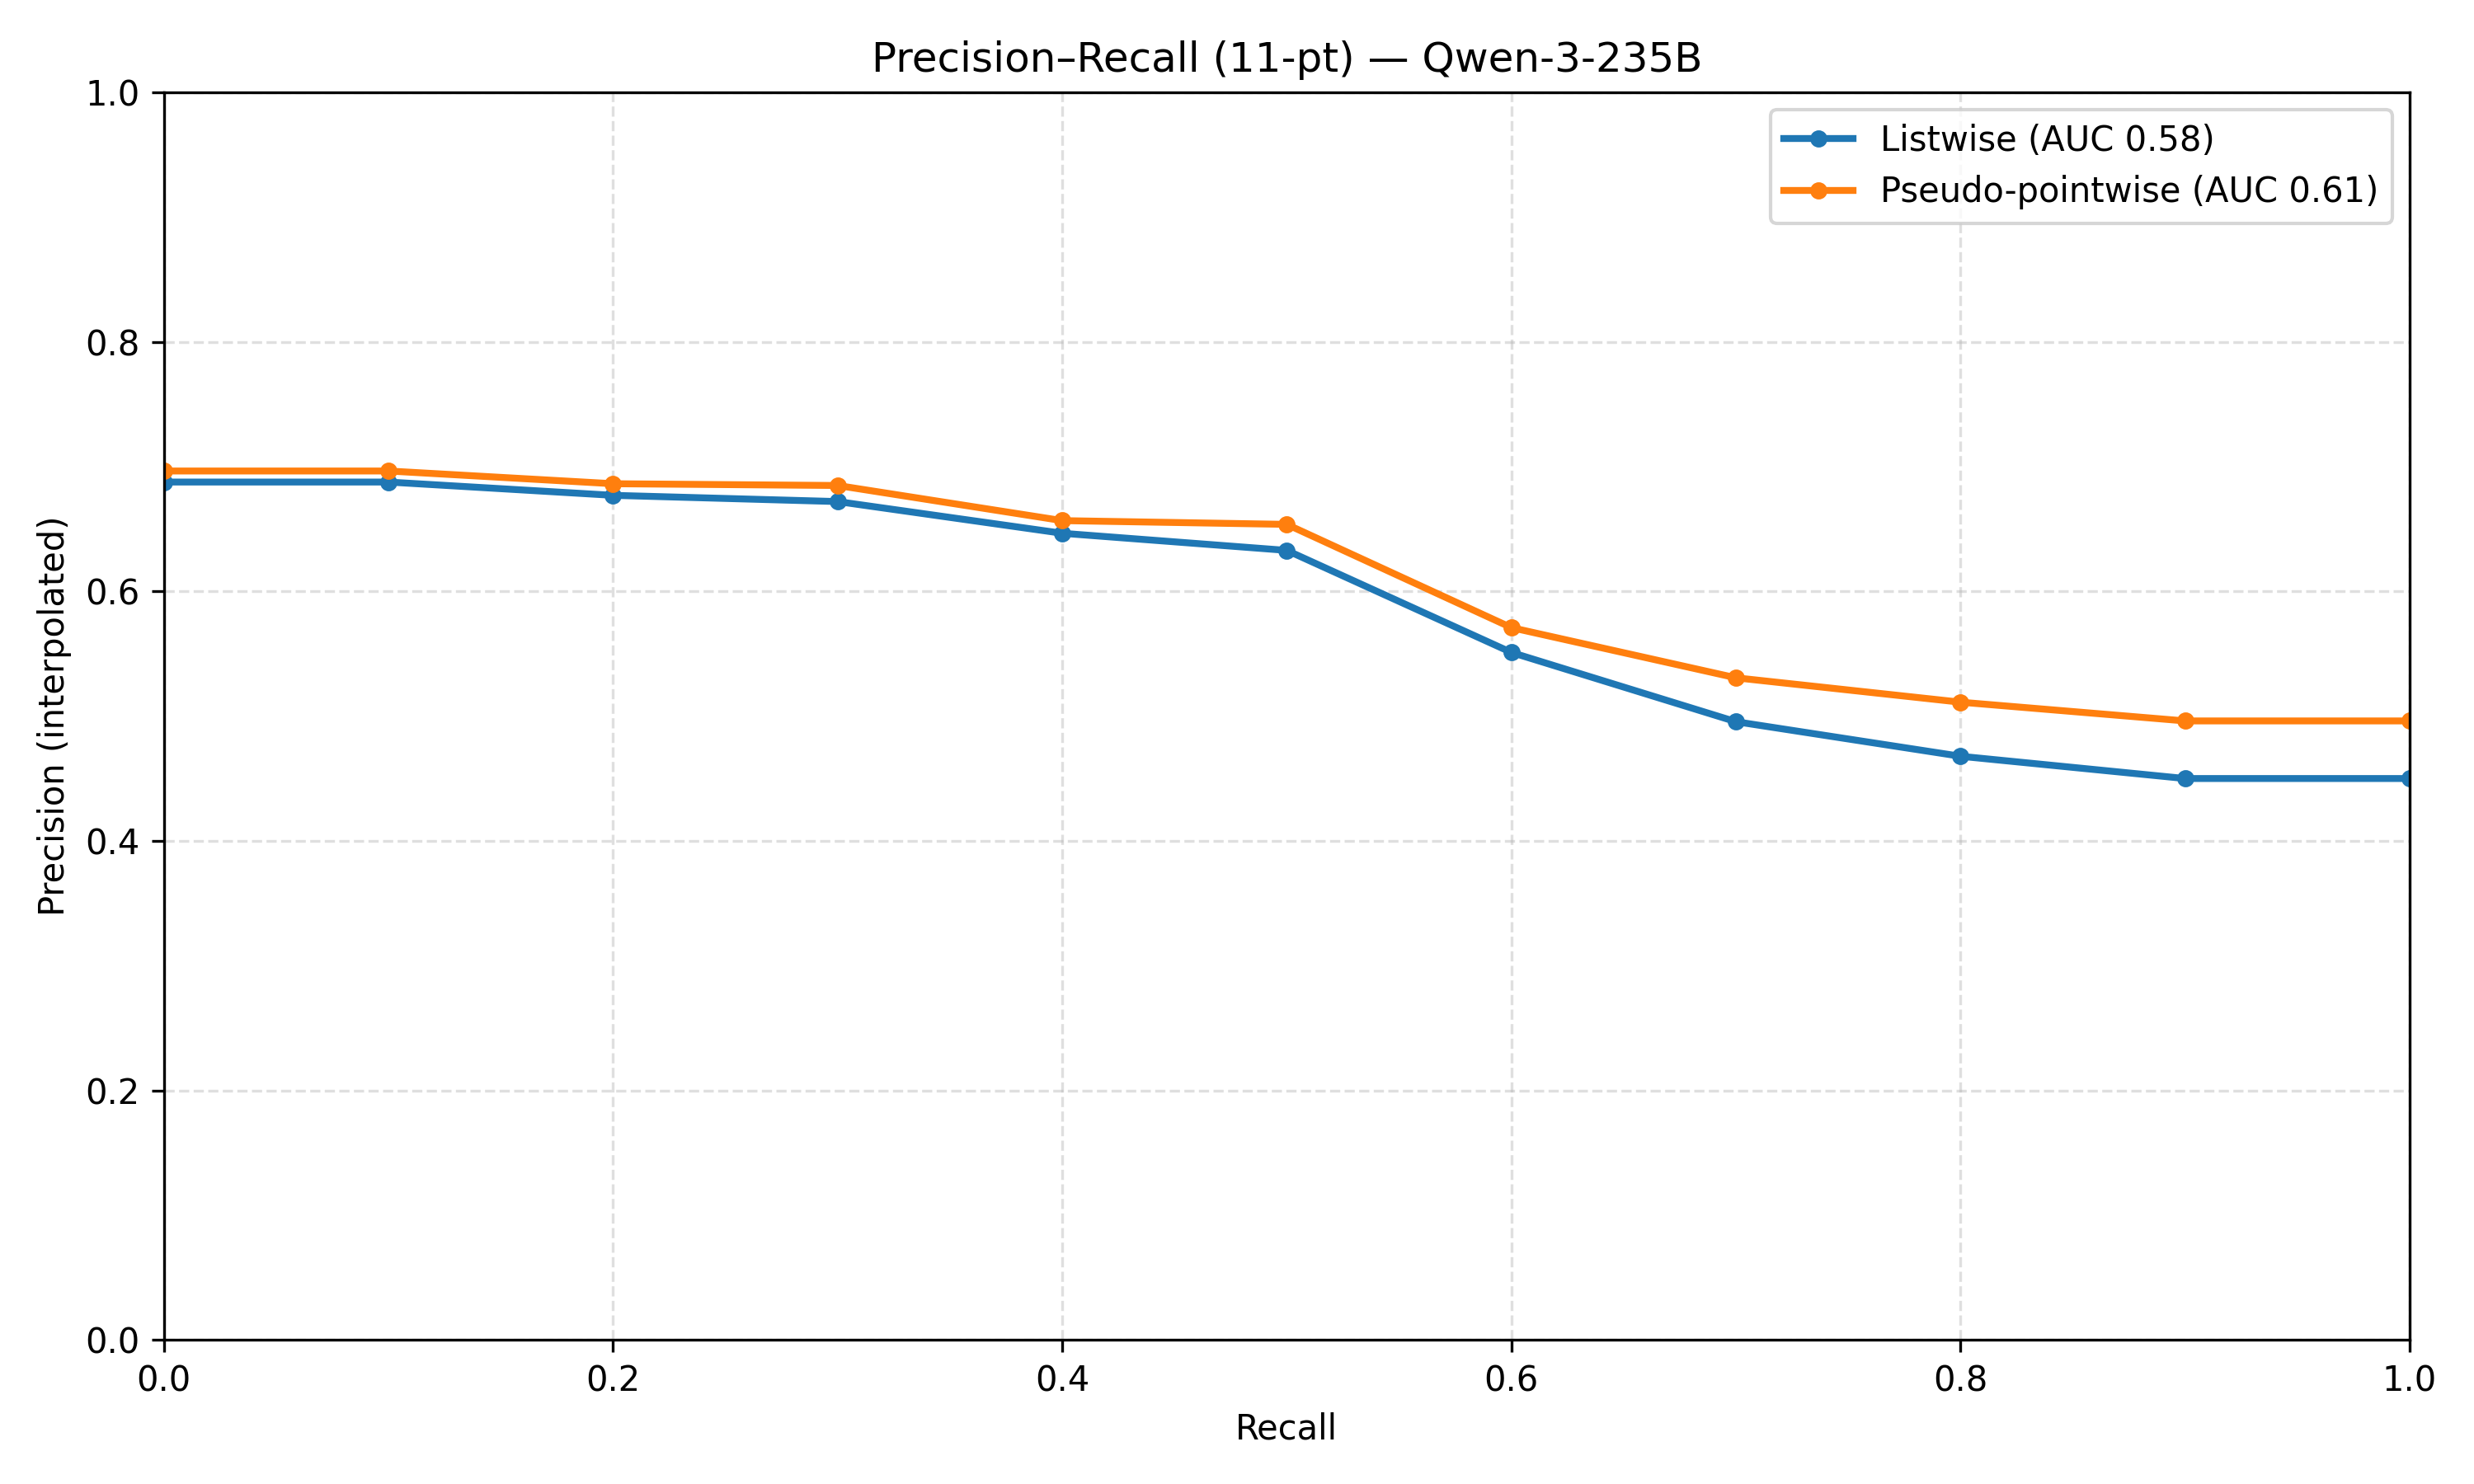 Precision–Recall (11-pt) — Qwen-3-235B
Listwise (AUC 0.58)
Pseudo-pointwise (AUC 0.61)
Precision (interpolated)
1.0
0.8
0.6
0.4
0.2
0.0
0.0 0.2 0.4 0.6 0.8 1.0
Recall